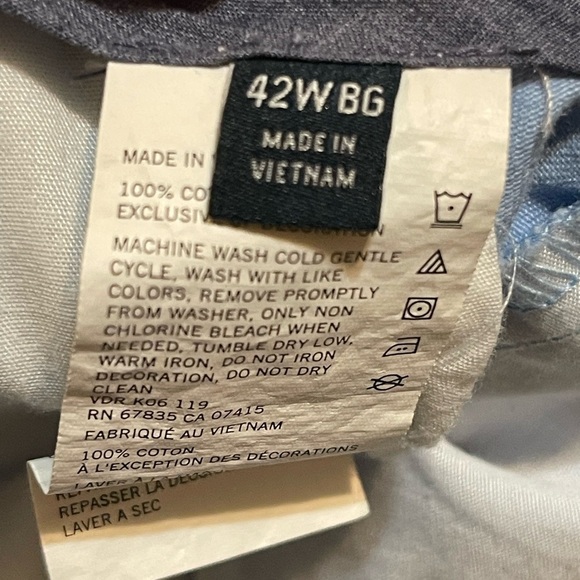 42W BG
MADE IN
VIETNAM
MADE IN
100%
EXCLUSIVE OF DECORATION
MACHINE WASH COLD GENTLE
CYCLE, WASH WITH LIKE
COLORS, REMOVE PROMPTLY
FROM WASHER, ONLY NON
CHLORINE BLEACH WHEN
NEEDED, TUMBLE DRY LOW,
WARM IRON, DO NOT IRON
DECORATION, DO NOT DRY
CLEAN
VDR K06 119
RN 67835 CA 07415
FABRIQUÉ AU VIETNAM
100% COTON
À L'EXCEPTION DES DÉCORATIONS
REPASSER LA
LAVER A SEC